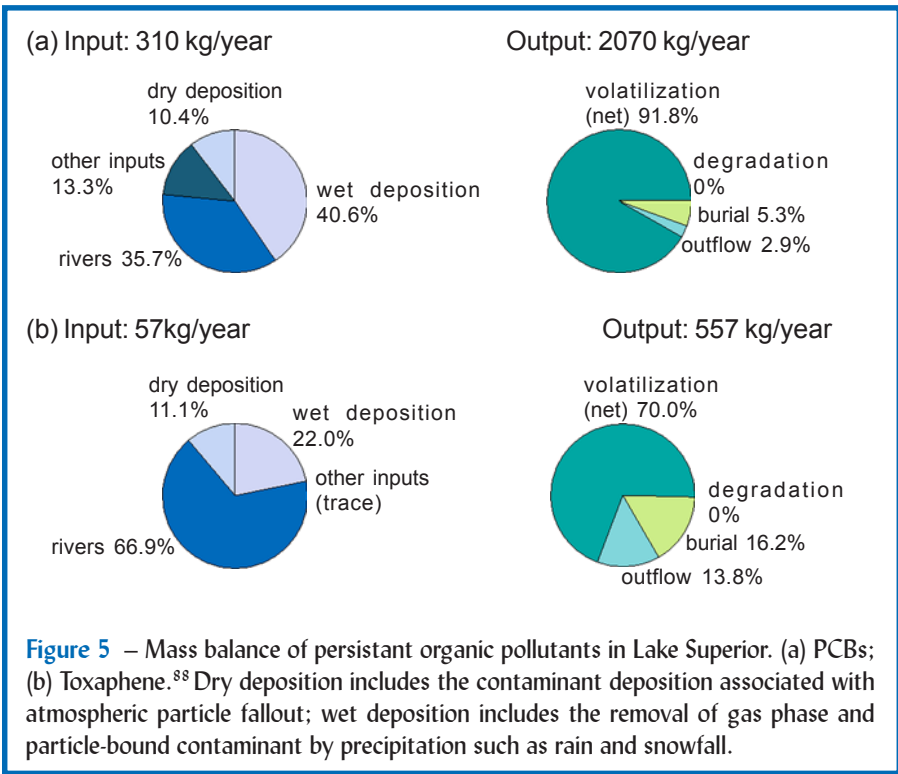 (a) Input: 310 kg/year
Output: 2070 kg/year
dry deposition
10.4%
other inputs
13.3%
wet deposition
40.6%
rivers 35.7%
volatilization
(net) 91.8%
degradation
0%
burial 5.3%
outflow 2.9%
(b) Input: 57kg/year
Output: 557 kg/year
dry deposition
11.1%
wet deposition
22.0%
other inputs
(trace)
rivers 66.9%
volatilization
(net) 70.0%
degradation
0%
burial 16.2%
outflow 13.8%
Figure 5 – Mass balance of persistant organic pollutants in Lake Superior. (a) PCBs;
(b) Toxaphene.88 Dry deposition includes the contaminant deposition associated with
atmospheric particle fallout; wet deposition includes the removal of gas phase and
particle-bound contaminant by precipitation such as rain and snowfall.